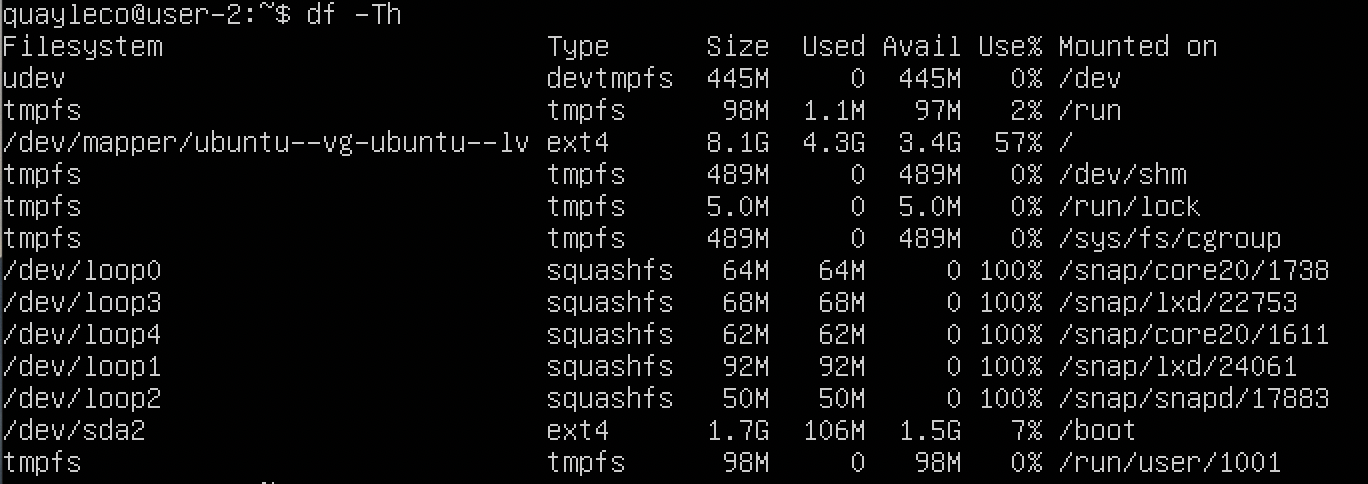 quayleco@user-2:~$ df -Th
Filesystem Type Size Used Avail Use% Mounted on
udev devtmpfs 445M 0 445M 0% /dev
tmpfs tmpfs 98M 1.1M 97M 2% /run
/dev/mapper/ubuntu--vg-ubuntu--lv ext4 8.1G 4.3G 3.4G 57% /
tmpfs tmpfs 489M 0 489M 0% /dev/shm
tmpfs tmpfs 5.0M 0 5.0M 0% /run/lock
tmpfs tmpfs 489M 0 489M 0% /sys/fs/cgroup
/dev/loop0 squashfs 64M 64M 0 100% /snap/core20/1738
/dev/loop3 squashfs 68M 68M 0 100% /snap/lxd/22753
/dev/loop4 squashfs 62M 62M 0 100% /snap/core20/1611
/dev/loop1 squashfs 92M 92M 0 100% /snap/lxd/24061
/dev/loop2 squashfs 50M 50M 0 100% /snap/snapd/17883
/dev/sda2 ext4 1.7G 106M 1.5G 7% /boot
tmpfs tmpfs 98M 0 98M 0% /run/user/1001